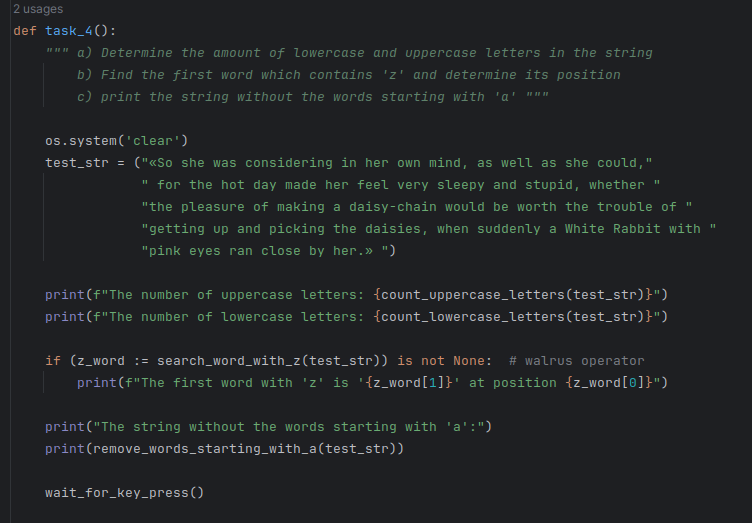 2 usages
def task_4():
    """ a) Determine the amount of lowercase and uppercase letters in the string
        b) Find the first word which contains 'z' and determine its position
        c) print the string without the words starting with 'a' """
    os.system('clear')
    test_str = ("«So she was considering in her own mind, as well as she could,"
                " for the hot day made her feel very sleepy and stupid, whether "
                "the pleasure of making a daisy-chain would be worth the trouble of "
                "getting up and picking the daisies, when suddenly a White Rabbit with "
                "pink eyes ran close by her.» ")
    print(f"The number of uppercase letters: {count_uppercase_letters(test_str)}")
    print(f"The number of lowercase letters: {count_lowercase_letters(test_str)}")
    if (z_word := search_word_with_z(test_str)) is not None:  # walrus operator
        print(f"The first word with 'z' is '{z_word[1]}' at position {z_word[0]}")
    print("The string without the words starting with 'a':")
    print(remove_words_starting_with_a(test_str))
    wait_for_key_press()